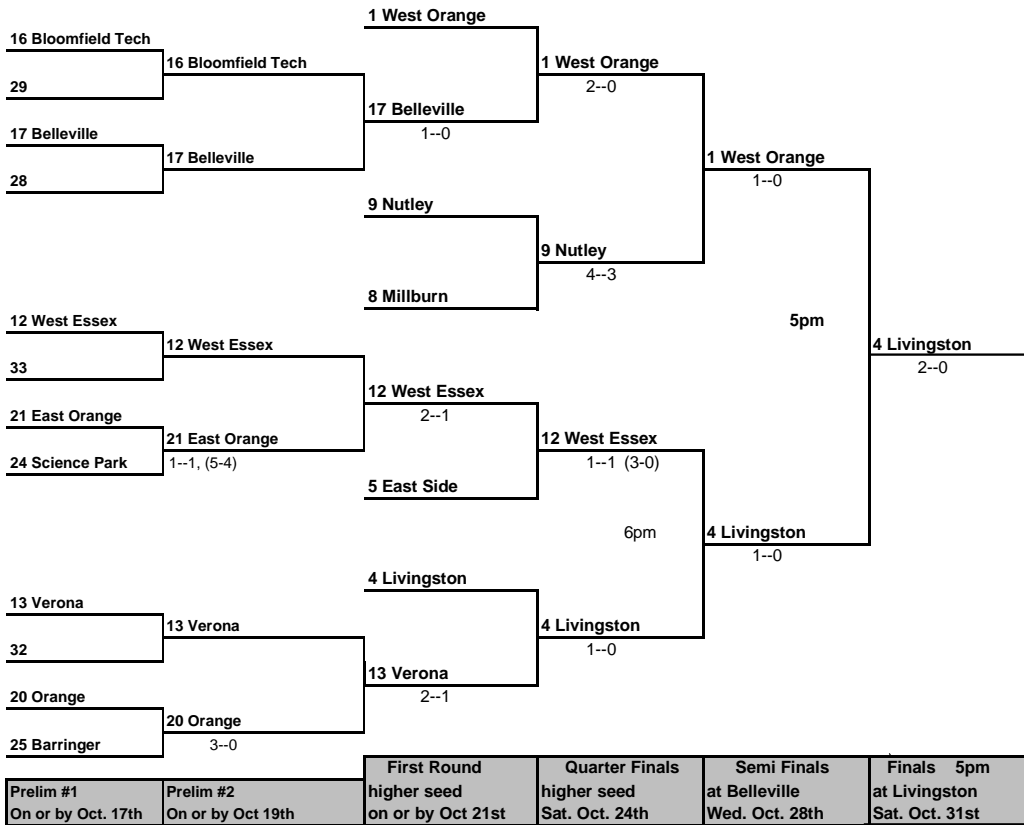 1 West Orange
16 Bloomfield Tech
16 Bloomfield Tech
1 West Orange
29
2--0
17 Belleville
17 Belleville
1--0
17 Belleville
1 West Orange
28
1--0
9 Nutley
9 Nutley
4--3
8 Millburn
12 West Essex
5pm
12 West Essex
4 Livingston
33
2--0
12 West Essex
21 East Orange
2--1
21 East Orange
12 West Essex
24 Science Park
1--1, (5-4)
1--1 (3-0)
5 East Side
6pm
4 Livingston
1--0
4 Livingston
13 Verona
13 Verona
4 Livingston
32
1--0
13 Verona
20 Orange
2--1
20 Orange
25 Barringer
3--0
First Round
Quarter Finals
Semi Finals
Finals 5pm
Prelim #1
Prelim #2
higher seed
higher seed
at Belleville
at Livingston
On or by Oct. 17th
On or by Oct 19th
on or by Oct 21st
Sat. Oct. 24th
Wed. Oct. 28th
Sat. Oct. 31st